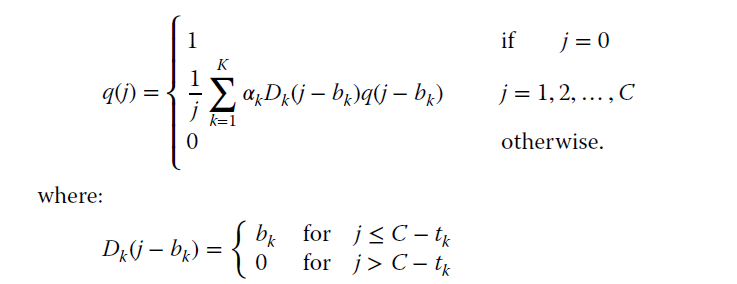 1 if j = 0
q(j) = { 1/j ∑_{k=1}^{K} α_k D_k(j − b_k)q(j − b_k) j = 1, 2, … , C
0 otherwise.
where:
D_k(j − b_k) = { b_k for j ≤ C − t_k
0 for j > C − t_k